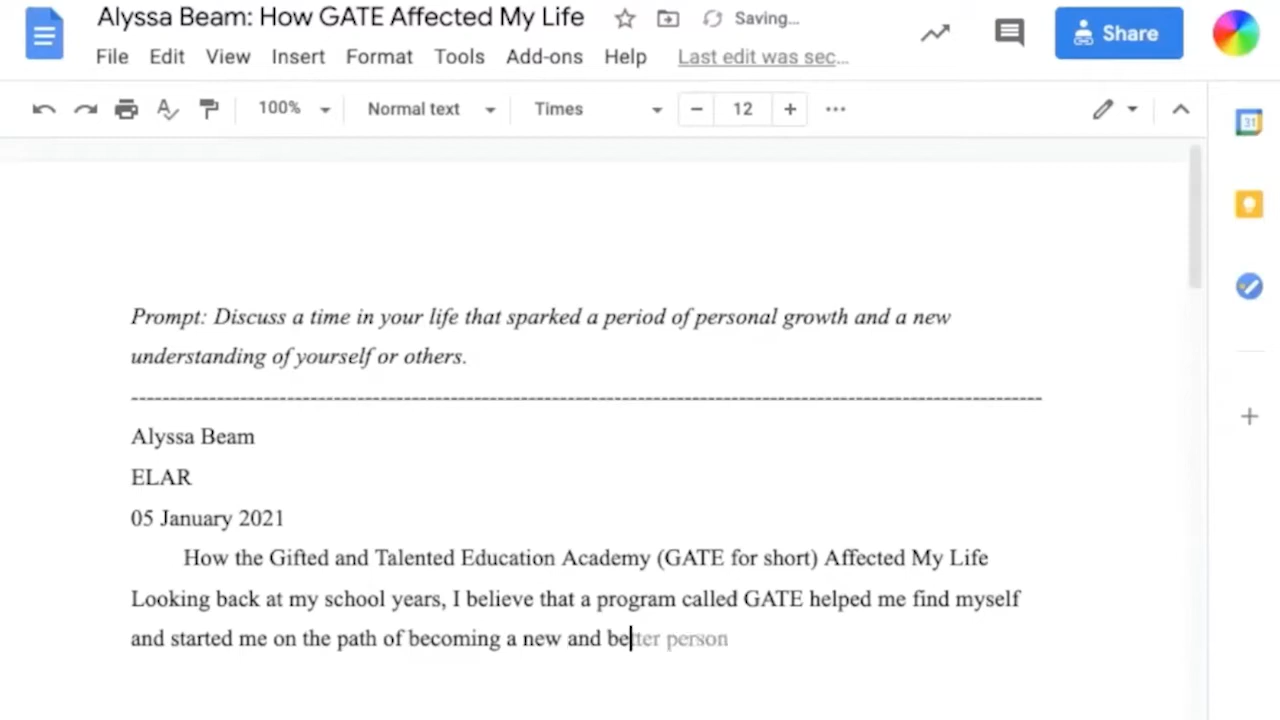 Alyssa Beam: How GATE Affected My Life Saving...
File Edit View Insert Format Tools Add-ons Help Last edit was sec...
Share
100% Normal text Times 12
31
Prompt: Discuss a time in your life that sparked a period of personal growth and a new
understanding of yourself or others.
Alyssa Beam
ELAR
05 January 2021
How the Gifted and Talented Education Academy (GATE for short) Affected My Life
Looking back at my school years, I believe that a program called GATE helped me find myself
and started me on the path of becoming a new and better person